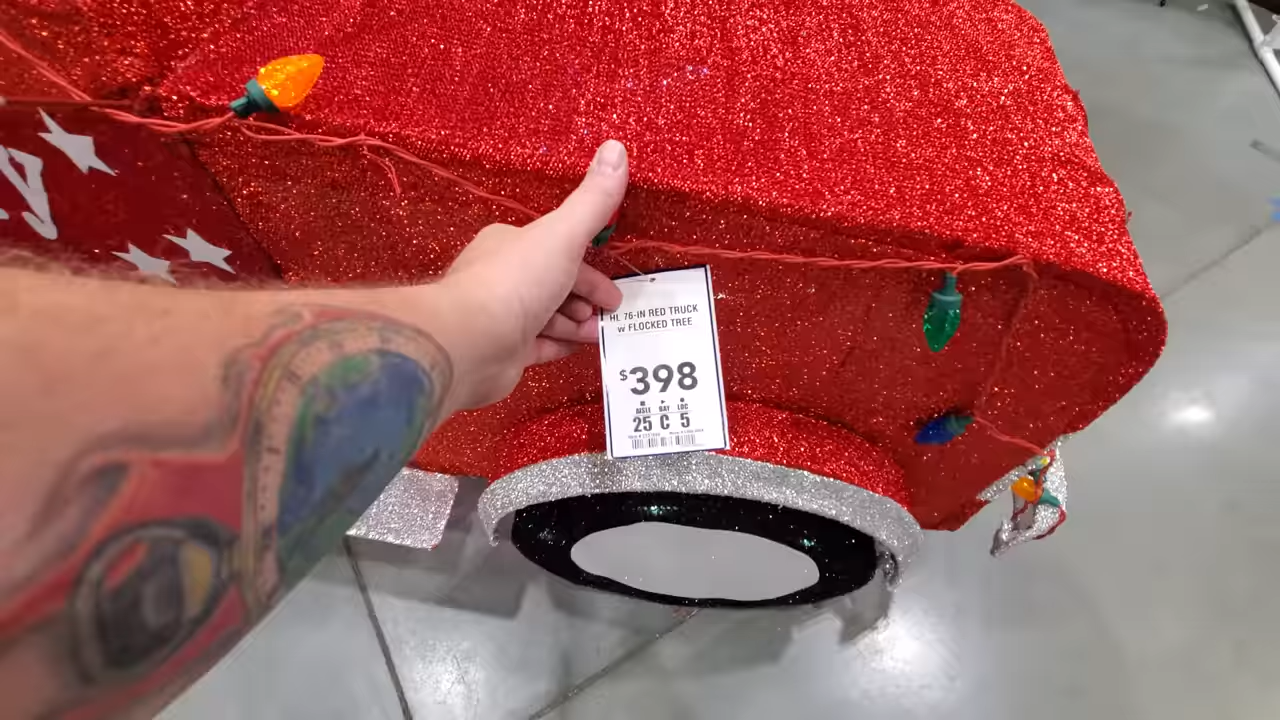 HL 76-IN RED TRUCK
w FLOCKED TREE
$398
AISLE BAY LOC
25 C 5